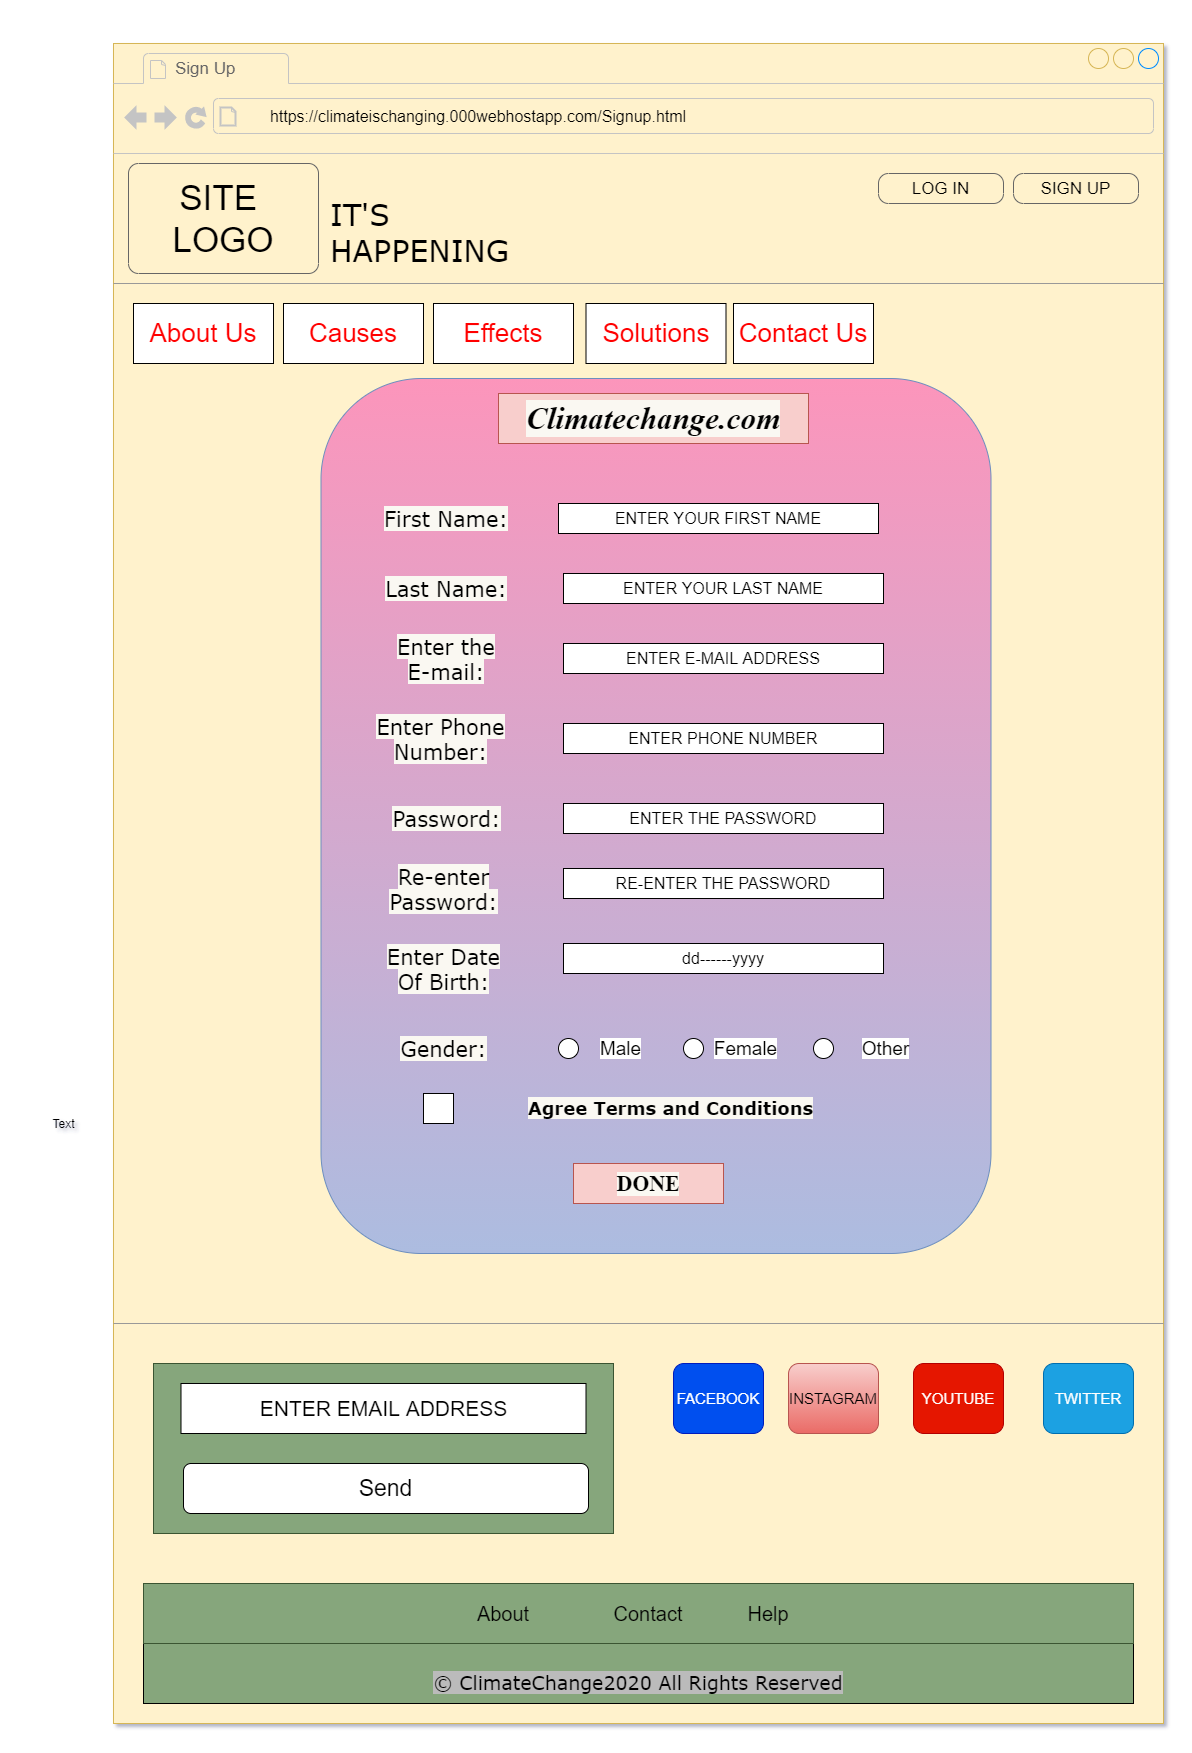 Sign Up
https://climateischanging.000webhostapp.com/Signup.html
SITE
LOGO
IT'S
HAPPENING
LOG IN
SIGN UP
About Us
Causes
Effects
Solutions
Contact Us
Climatechange.com
First Name:
ENTER YOUR FIRST NAME
Last Name:
ENTER YOUR LAST NAME
Enter the
E-mail:
ENTER E-MAIL ADDRESS
Enter Phone
Number:
ENTER PHONE NUMBER
Password:
ENTER THE PASSWORD
Re-enter
Password:
RE-ENTER THE PASSWORD
Enter Date
Of Birth:
dd------yyyy
Gender:
Male
Female
Other
Agree Terms and Conditions
Text
DONE
ENTER EMAIL ADDRESS
Send
FACEBOOK
INSTAGRAM
YOUTUBE
TWITTER
About
Contact
Help
© ClimateChange2020 All Rights Reserved